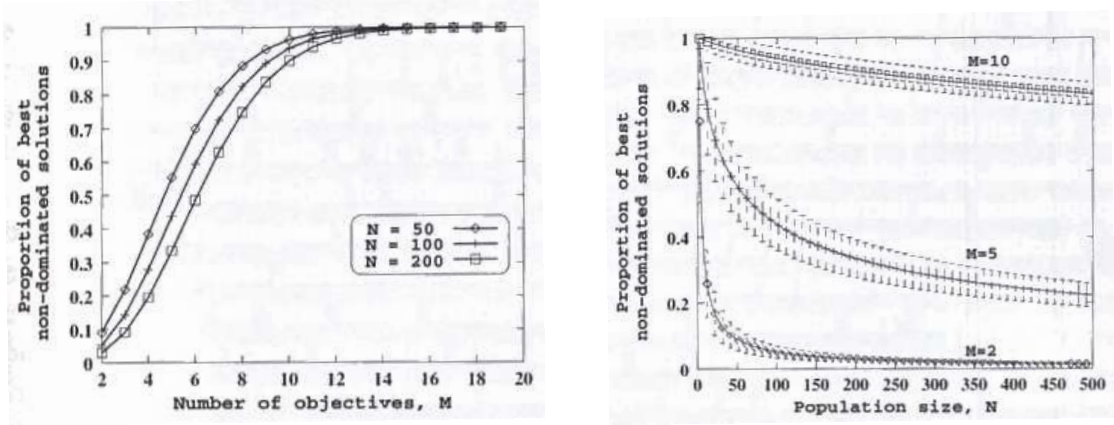 Proportion of best
non-dominated solutions
1
0.9
0.8
0.7
0.6
0.5
0.4
0.3
0.2
0.1
0
2 4 6 8 10 12 14 16 18 20
Number of objectives, M
N = 50
N = 100
N = 200
Proportion of best
non-dominated solutions
1
0.8
0.6
0.4
0.2
0
0 50 100 150 200 250 300 350 400 450 500
Population size, N
M=10
M=5
M=2